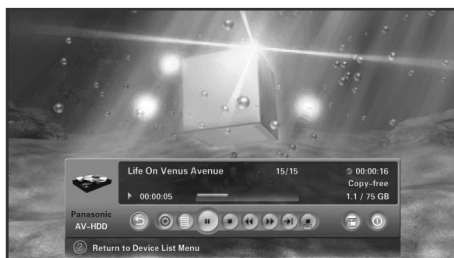 Life On Venus Avenue 15/15 00:00:16
Copy-free
00:00:05 1.1 / 75 GB
Panasonic
AV-HDD
Return to Device List Menu